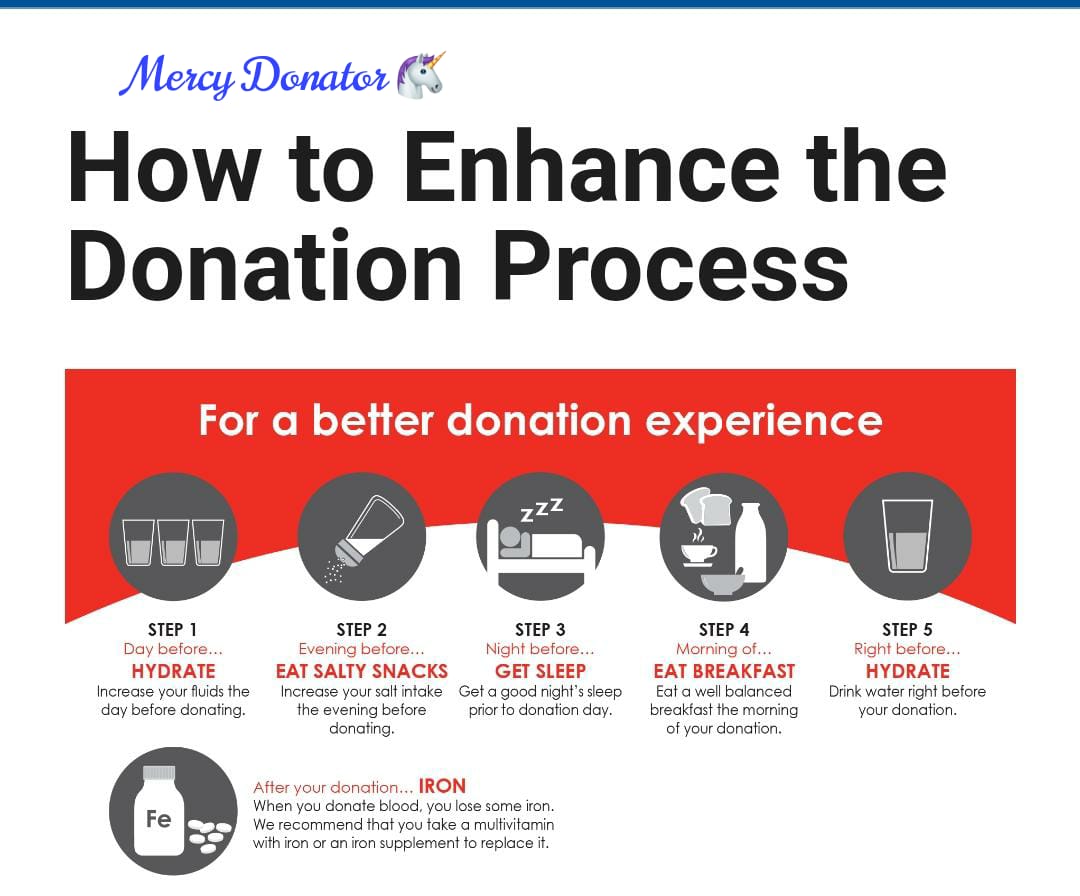 Mercy Donator
How to Enhance the
Donation Process
For a better donation experience
zzz
STEP 1
Day before...
HYDRATE
Increase your fluids the
day before donating.
STEP 2
Evening before...
EAT SALTY SNACKS
Increase your salt intake
the evening before
donating.
STEP 3
Night before...
GET SLEEP
Get a good night's sleep
prior to donation day.
STEP 4
Morning of...
EAT BREAKFAST
Eat a well balanced
breakfast the morning
of your donation.
STEP 5
Right before...
HYDRATE
Drink water right before
your donation.
Fe
After your donation... IRON
When you donate blood, you lose some iron.
We recommend that you take a multivitamin
with iron or an iron supplement to replace it.